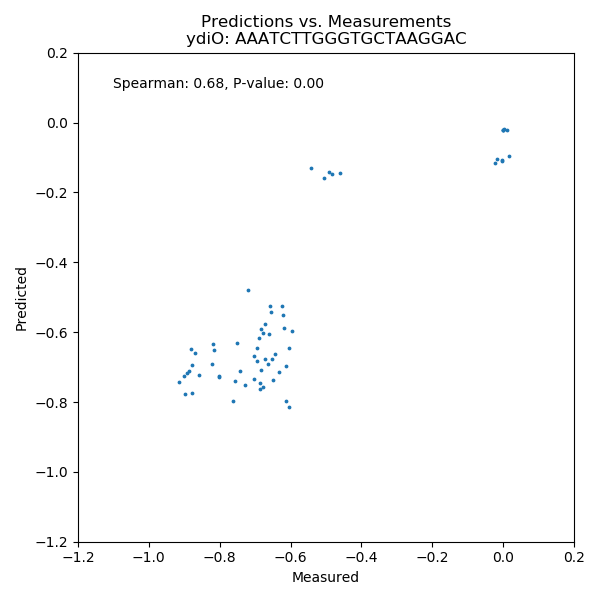 Predictions vs. Measurements
ydiO: AAATCTTGGGTGCTAAGGAC
Spearman: 0.68, P-value: 0.00
0.2
0.0
−0.2
−0.4
−0.6
−0.8
−1.0
−1.2
Predicted
−1.2 −1.0 −0.8 −0.6 −0.4 −0.2 0.0 0.2
Measured